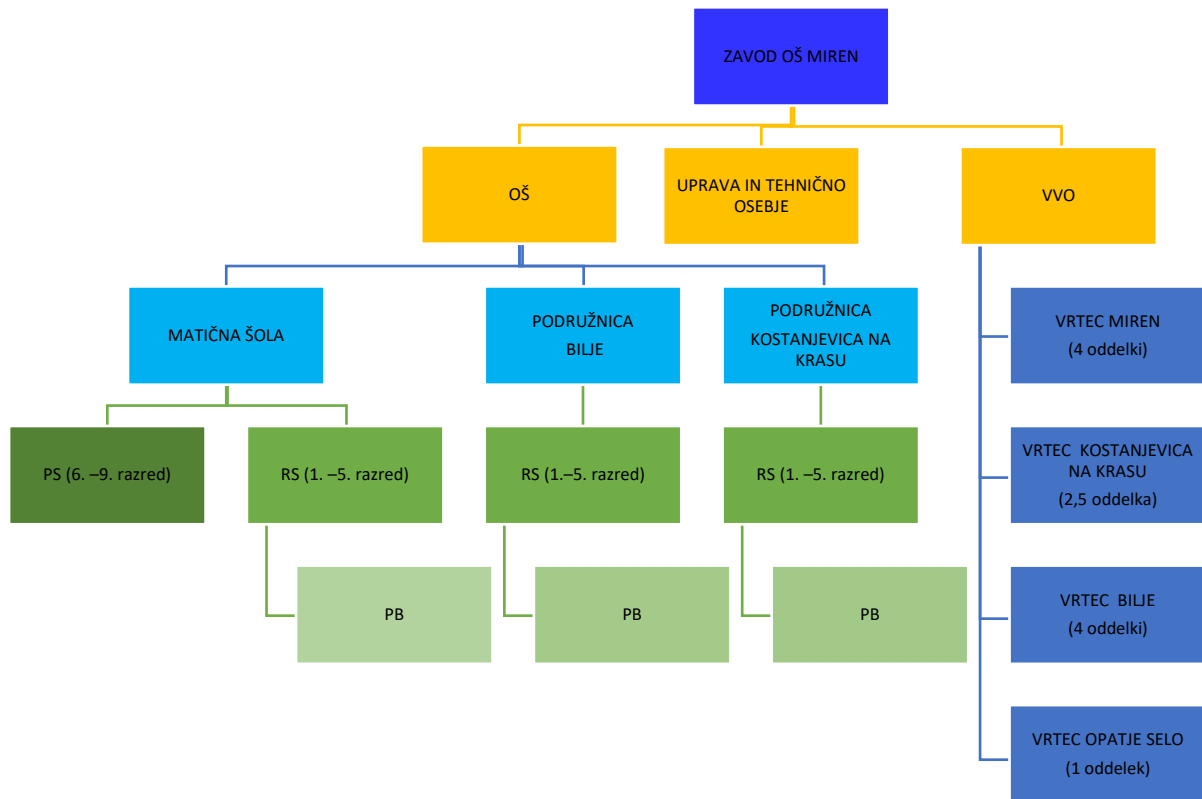 ZAVOD OŠ MIREN
OŠ
UPRAVA IN TEHNIČNO
OSEBJE
VVO
MATIČNA ŠOLA
PODRUŽNICA
BILJE
PODRUŽNICA
KOSTANJEVICA NA
KRASU
VRTEC MIREN
(4 oddelki)
PS (6. –9. razred)
RS (1. –5. razred)
RS (1.–5. razred)
RS (1. –5. razred)
VRTEC KOSTANJEVICA
NA KRASU
(2,5 oddelka)
PB
PB
PB
VRTEC BILJE
(4 oddelki)
VRTEC OPATJE SELO
(1 oddelek)